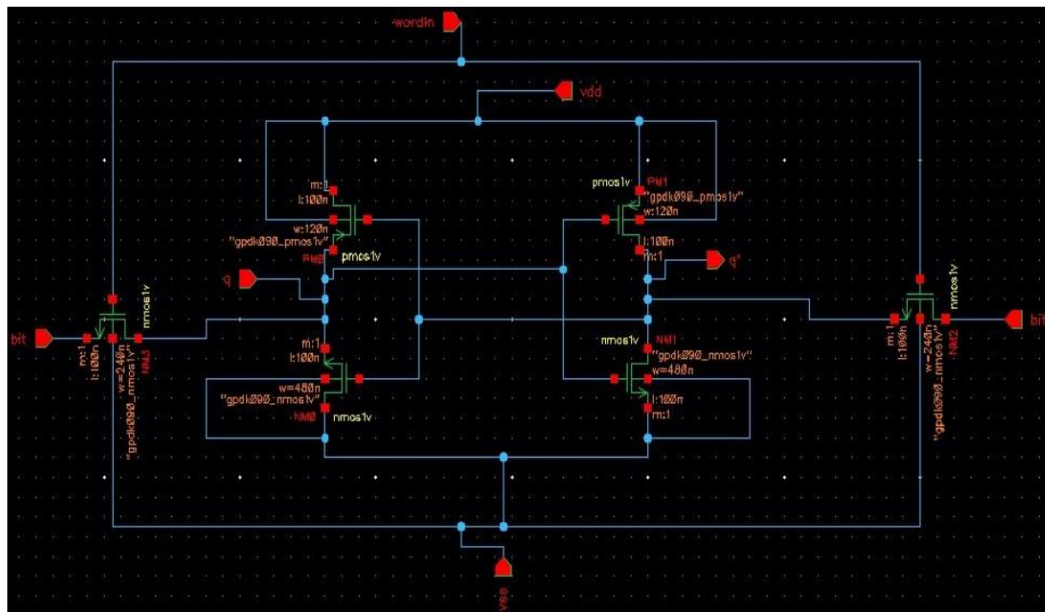 wordin
vdd
m:1
l:100n
w:120n
"gpdk090_pmos1v"
PM0
pmos1v
pmos1v
PM1
"gpdk090_pmos1v"
w:120n
l:100n
m:1
q
q'
bit
nmos1v
m:1
l:100n
w=240n
"gpdk090_nmos1v"
NM3
m:1
l:100n
w=480n
"gpdk090_nmos1v"
NM0
nmos1v
nmos1v
NM1
"gpdk090_nmos1v"
w=480n
l:100n
m:1
nmos1v
m:1
l:100n
w=240n
"gpdk090_nmos1v"
NM2
bit
vss